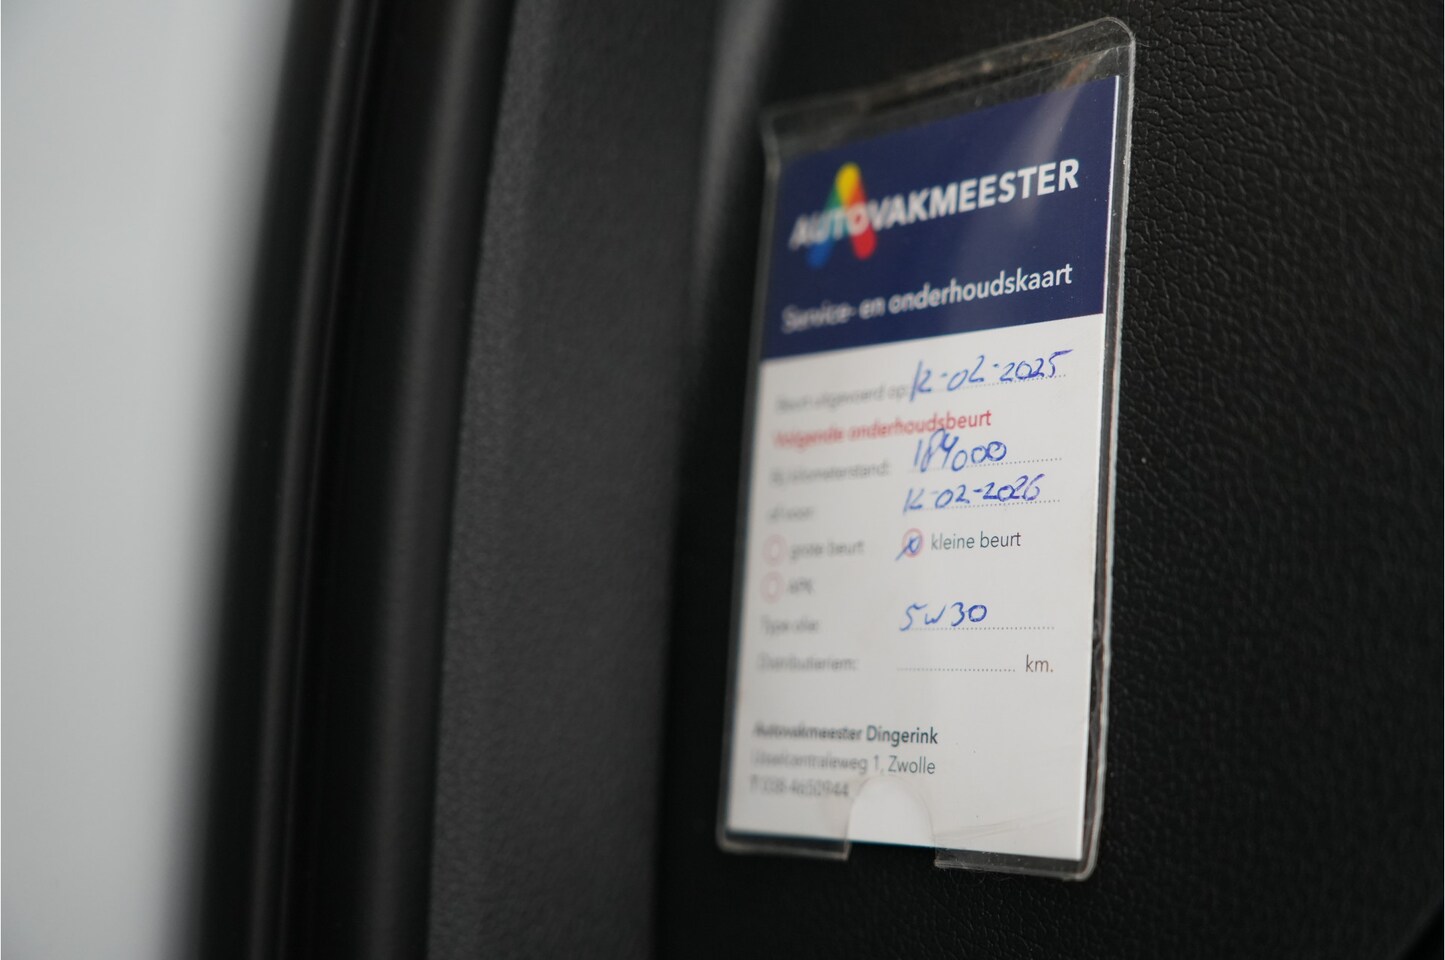 AUTOVAKMEESTER
Service- en onderhoudskaart
Beurt uitgevoerd op: 12-02-2025
Volgende onderhoudsbeurt
Bij kilometerstand: 184000
of voor: 12-02-2026
grote beurt kleine beurt
APK
Type olie: 5W30
Distributieriem: km.
Autovakmeester Dingerink
IJsselcentraleweg 1, Zwolle
T 038-4650944